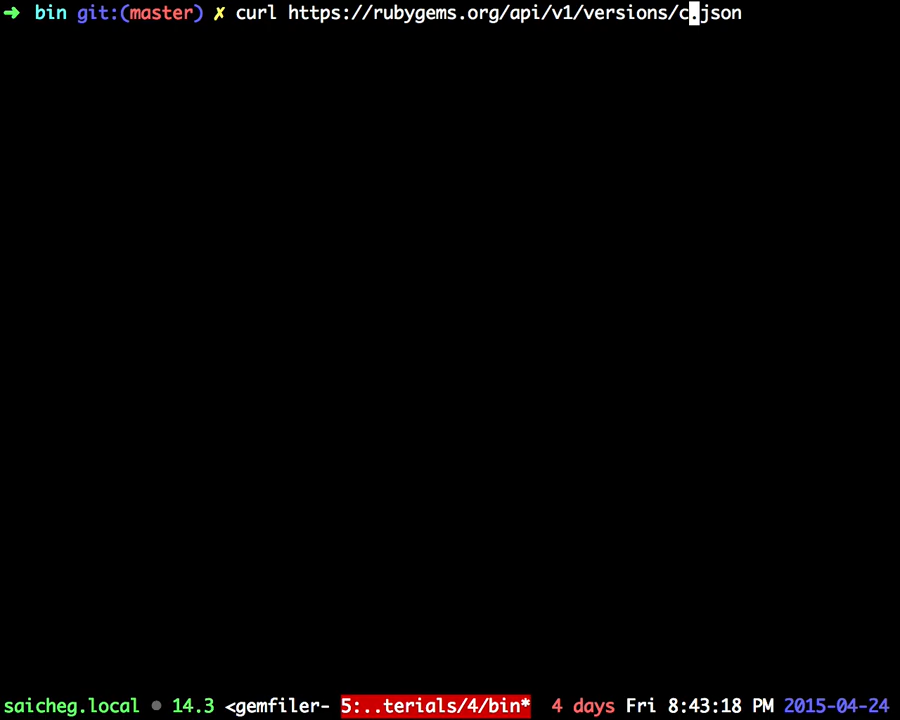 ➜ bin git:(master) ✗ curl https://rubygems.org/api/v1/versions/c.json
saicheg.local ● 14.3 <gemfiler- 5:..terials/4/bin* 4 days Fri 8:43:18 PM 2015-04-24